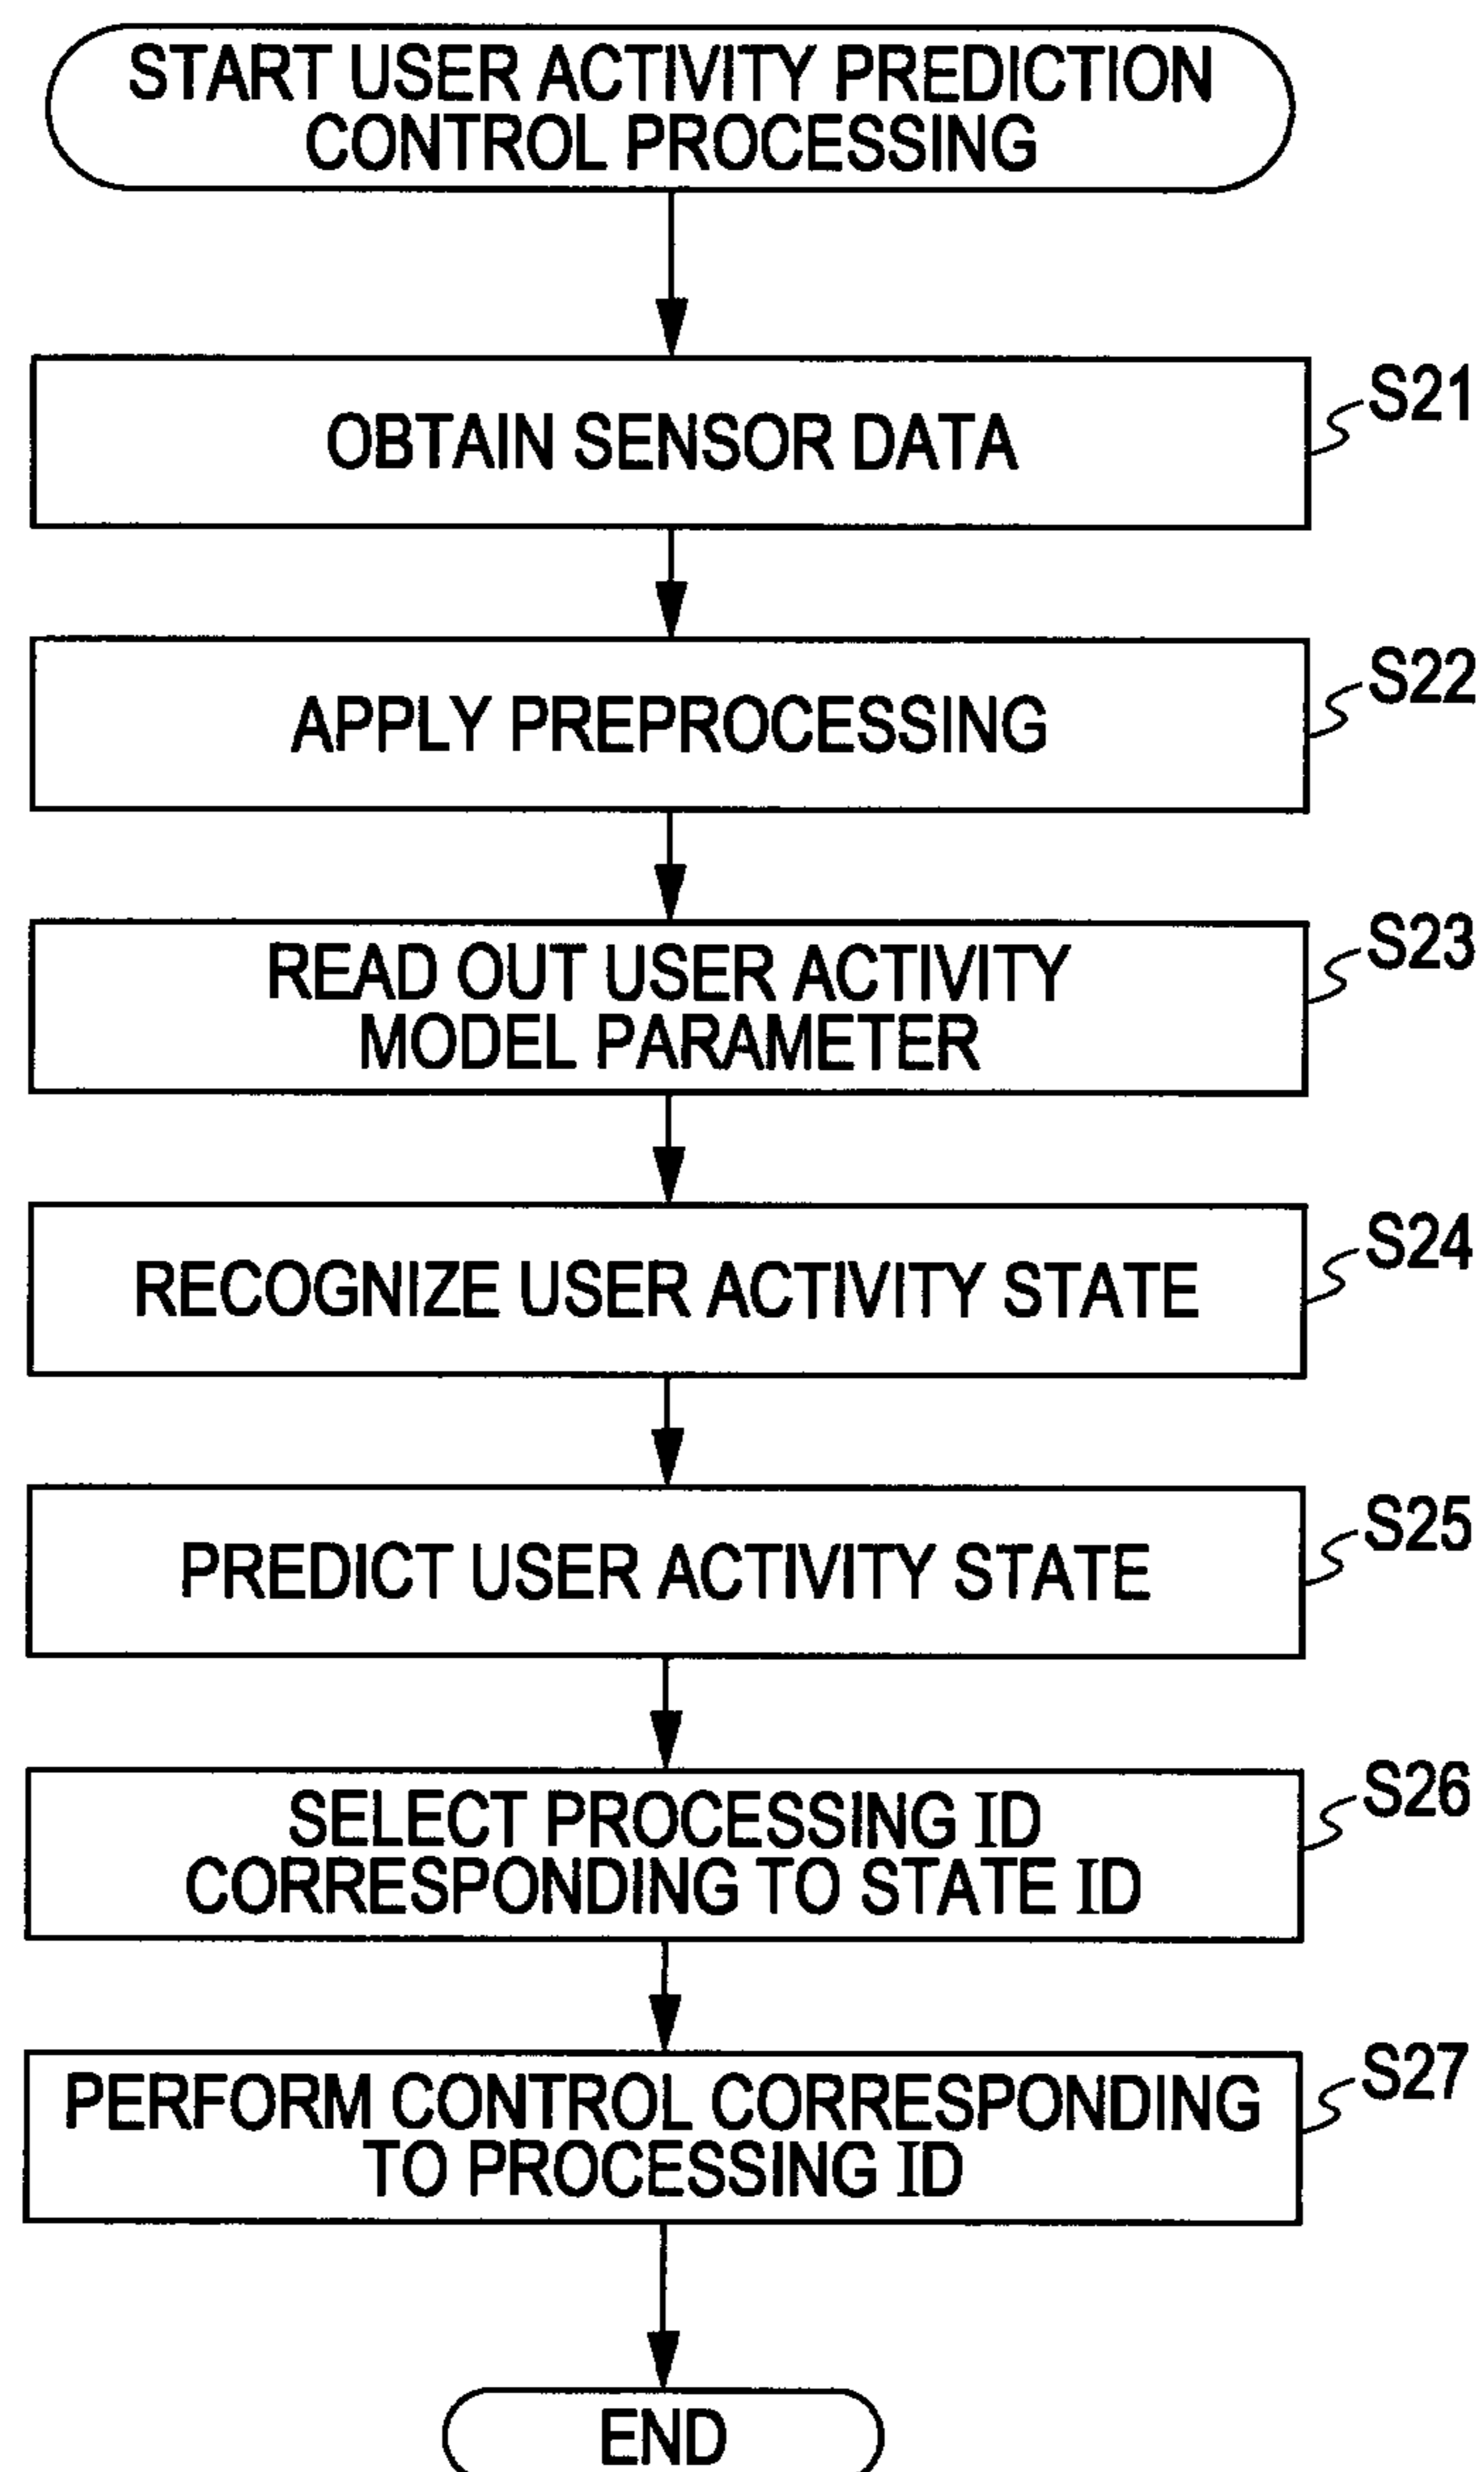 START USER ACTIVITY PREDICTION
CONTROL PROCESSING
S21
OBTAIN SENSOR DATA
S22
APPLY PREPROCESSING
S23
READ OUT USER ACTIVITY
MODEL PARAMETER
S24
RECOGNIZE USER ACTIVITY STATE
S25
PREDICT USER ACTIVITY STATE
S26
SELECT PROCESSING ID
CORRESPONDING TO STATE ID
S27
PERFORM CONTROL CORRESPONDING
TO PROCESSING ID
END